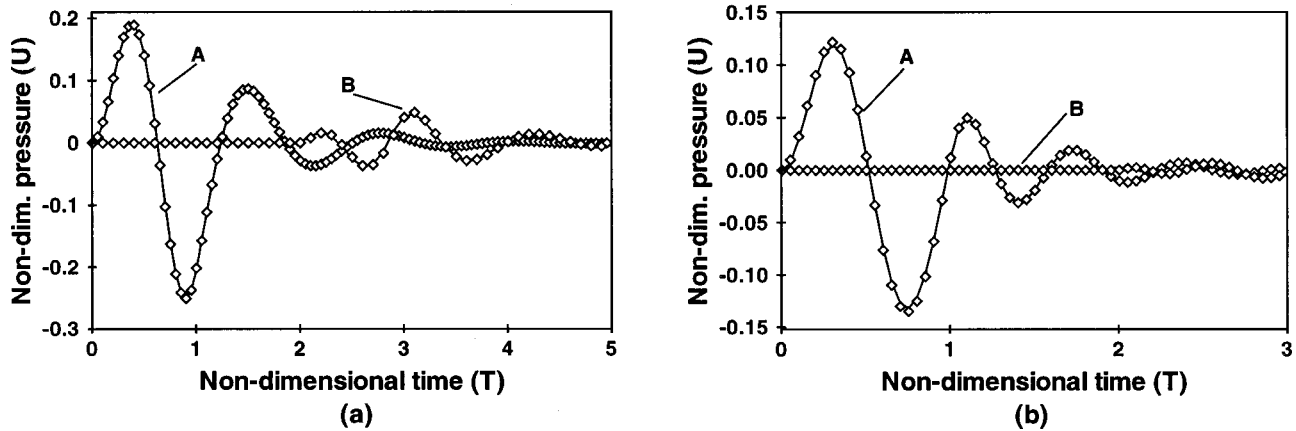 0.2
0.1
0
-0.1
-0.2
-0.3
Non-dim. pressure (U)
A
B
0 1 2 3 4 5
Non-dimensional time (T)
(a)
0.15
0.10
0.05
0.00
-0.05
-0.10
-0.15
Non-dim. pressure (U)
A
B
0 1 2 3
Non-dimensional time (T)
(b)